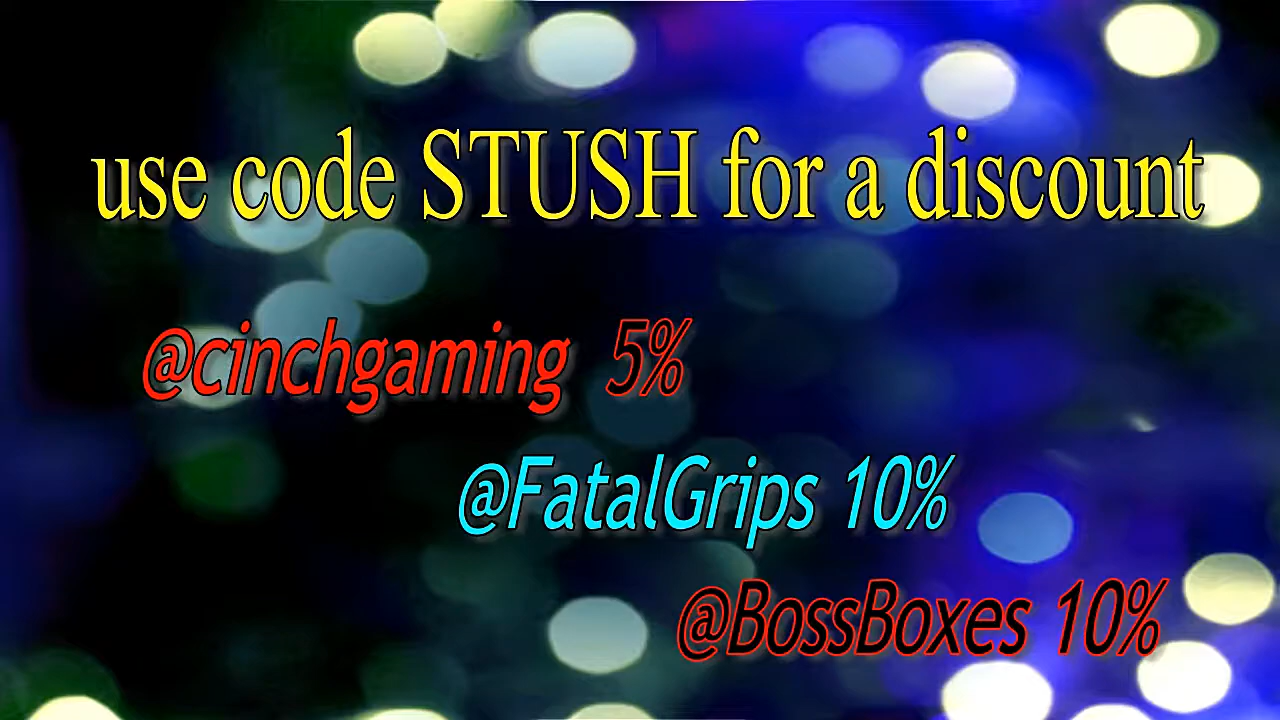 use code STUSH for a discount
@cinchgaming 5%
@FatalGrips 10%
@BossBoxes 10%